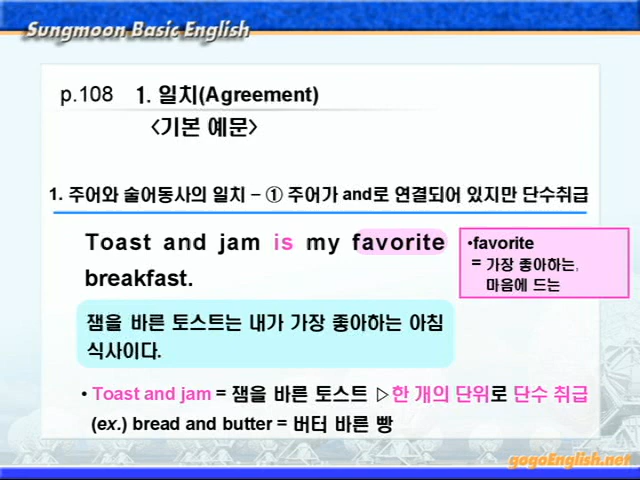 Sungmoon Basic English
p.108 1. 일치(Agreement)
<기본 예문>
1. 주어와 술어동사의 일치 – ① 주어가 and로 연결되어 있지만 단수취급
Toast and jam is my favorite
breakfast.
•favorite
= 가장 좋아하는,
마음에 드는
잼을 바른 토스트는 내가 가장 좋아하는 아침
식사이다.
• Toast and jam = 잼을 바른 토스트 ▷한 개의 단위로 단수 취급
(ex.) bread and butter = 버터 바른 빵
gogoEnglish.net